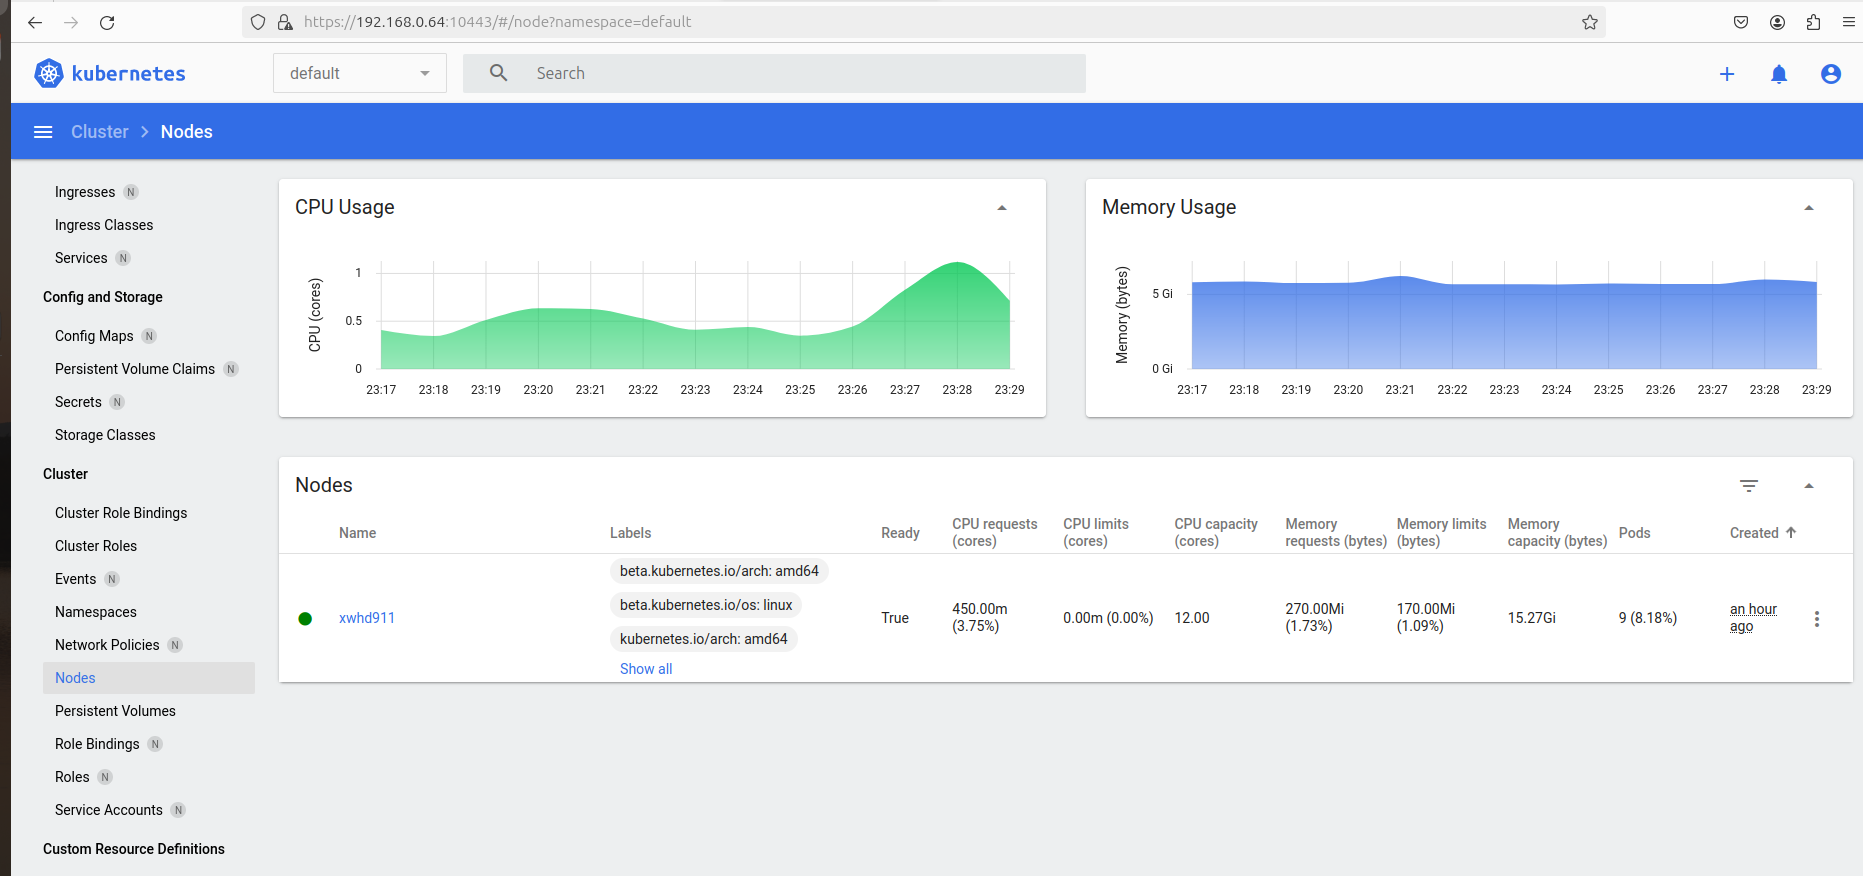 https://192.168.0.64:10443/#/node?namespace=default
kubernetes
default
Search
Cluster
Nodes
Ingresses N
Ingress Classes
Services N
Config and Storage
Config Maps N
Persistent Volume Claims N
Secrets N
Storage Classes
Cluster
Cluster Role Bindings
Cluster Roles
Events N
Namespaces
Network Policies N
Nodes
Persistent Volumes
Role Bindings N
Roles N
Service Accounts N
Custom Resource Definitions
CPU Usage
CPU (cores)
1
0.5
0
23:17 23:18 23:19 23:20 23:21 23:22 23:23 23:24 23:25 23:26 23:27 23:28 23:29
Memory Usage
Memory (bytes)
5 Gi
0 Gi
23:17 23:18 23:19 23:20 23:21 23:22 23:23 23:24 23:25 23:26 23:27 23:28 23:29
Nodes
Name
Labels
Ready
CPU requests
(cores)
CPU limits
(cores)
CPU capacity
(cores)
Memory
requests (bytes)
Memory limits
(bytes)
Memory
capacity (bytes)
Pods
Created
xwhd911
beta.kubernetes.io/arch: amd64
beta.kubernetes.io/os: linux
kubernetes.io/arch: amd64
Show all
True
450.00m
(3.75%)
0.00m (0.00%)
12.00
270.00Mi
(1.73%)
170.00Mi
(1.09%)
15.27Gi
9 (8.18%)
an hour
ago